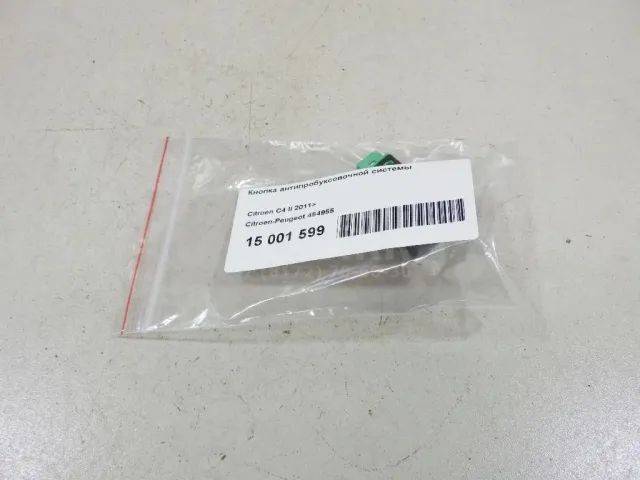 Кнопка антипробуксовочной системы
Citroen C4 II 2011>
Citroen-Peugeot 454955
15 001 599